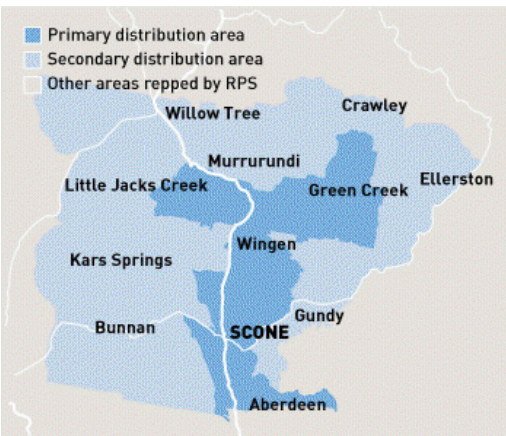 Primary distribution area
Secondary distribution area
Other areas repped by RPS
Crawley
Willow Tree
Murrurundi
Ellerston
Little Jacks Creek
Green Creek
Wingen
Kars Springs
Gundy
Bunnan
SCONE
Aberdeen